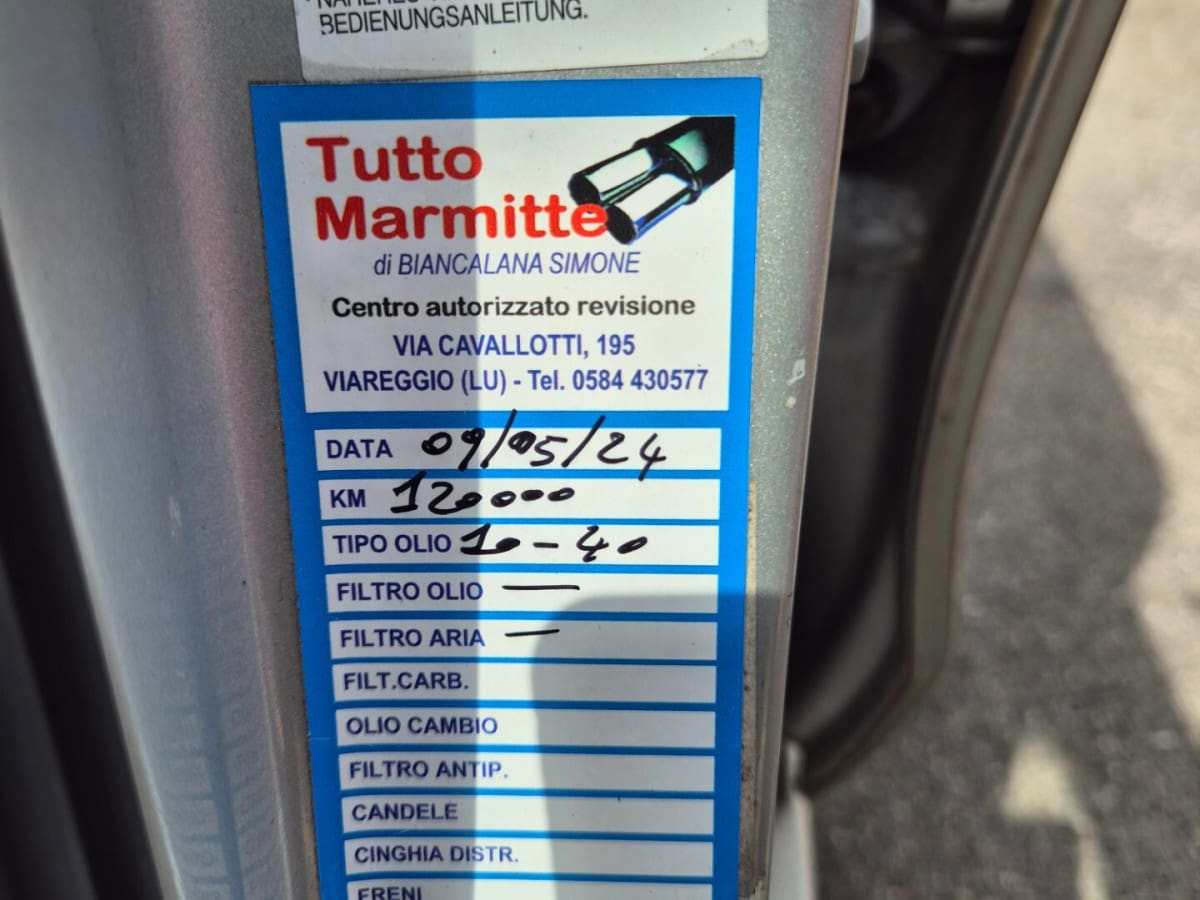 BEDIENUNGSANLEITUNG.
Tutto
Marmitte
di BIANCALANA SIMONE
Centro autorizzato revisione
VIA CAVALLOTTI, 195
VIAREGGIO (LU) - Tel. 0584 430577
DATA 09/05/24
KM 120000
TIPO OLIO 10-40
FILTRO OLIO —
FILTRO ARIA —
FILT.CARB.
OLIO CAMBIO
FILTRO ANTIP.
CANDELE
CINGHIA DISTR.
FRENI